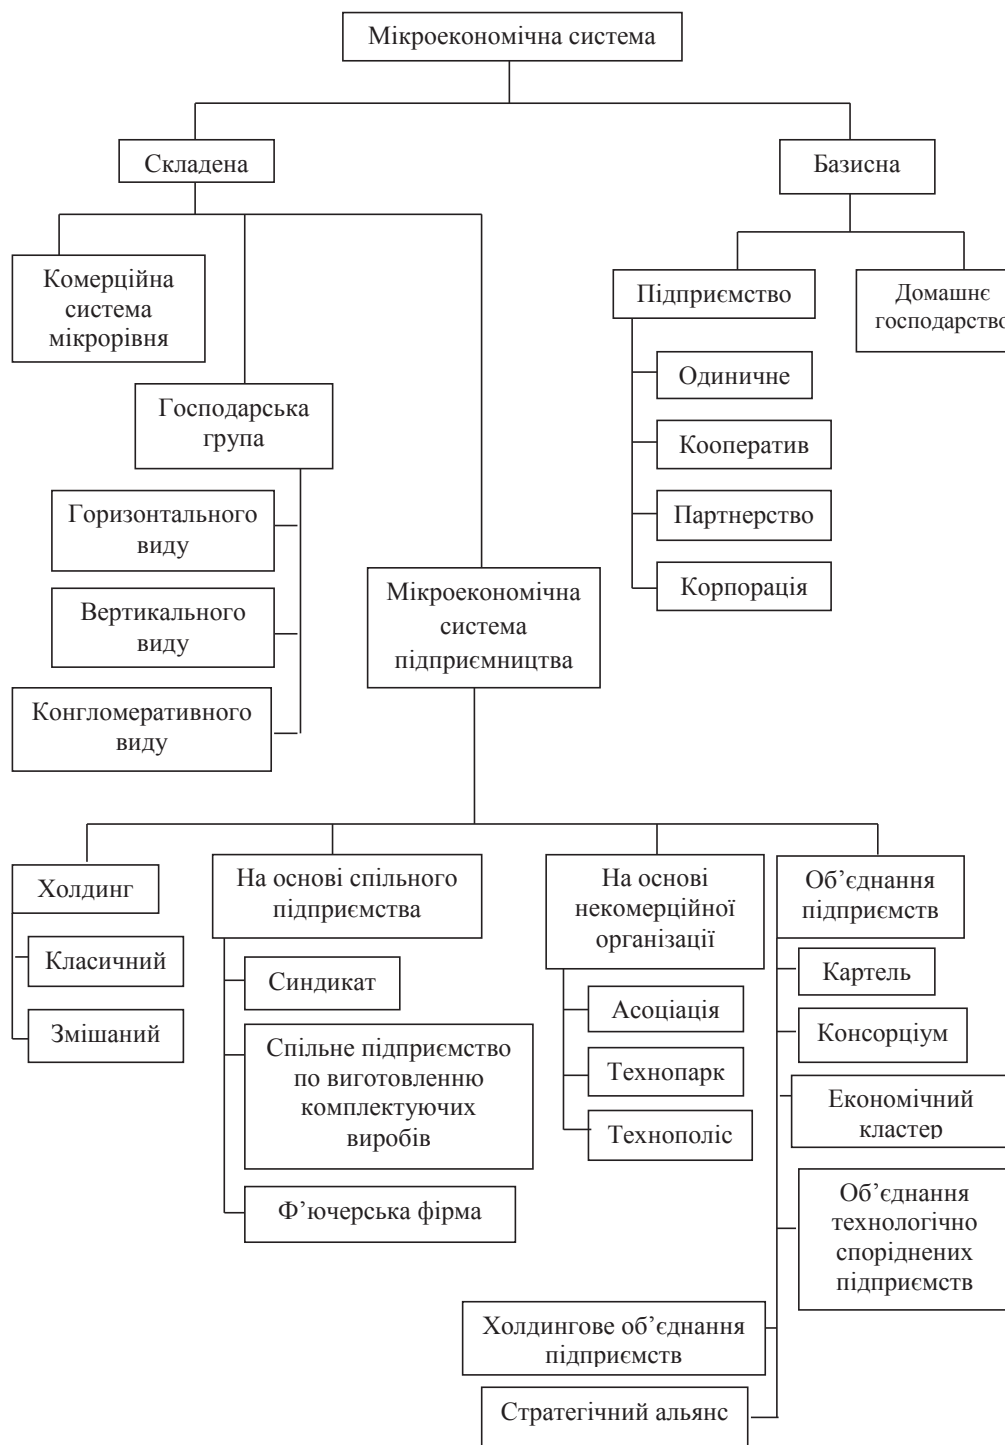 Мікроекономічна система
Складена
Базисна
Комерційна
система
мікрорівня
Підприємство
Домашнє
господарство
Одиничне
Господарська
група
Кооператив
Горизонтального
виду
Партнерство
Вертикального
виду
Мікроекономічна
система
підприємництва
Корпорація
Конгломеративного
виду
Холдинг
Класичний
Змішаний
На основі спільного
підприємства
Синдикат
Спільне підприємство
по виготовленню
комплектуючих
виробів
Ф’ючерська фірма
На основі
некомерційної
організації
Асоціація
Технопарк
Технополіс
Об’єднання
підприємств
Картель
Консорціум
Економічний
кластер
Об’єднання
технологічно
споріднених
підприємств
Холдингове об’єднання
підприємств
Стратегічний альянс